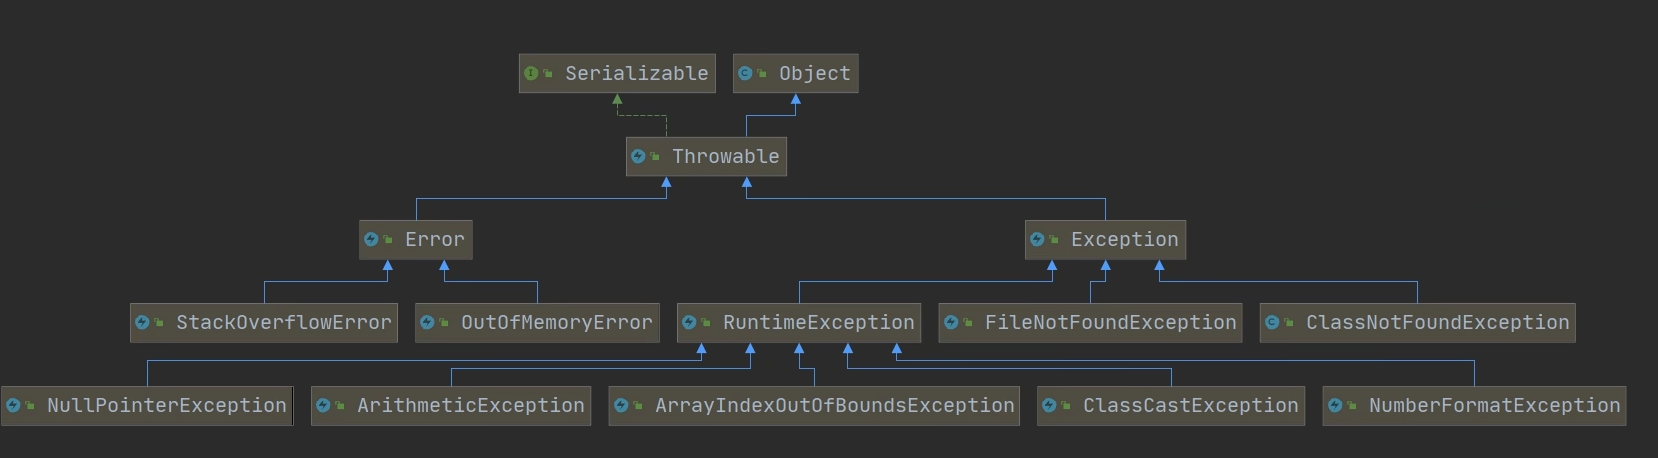 Serializable Object
Throwable
Error Exception
StackOverflowError OutOfMemoryError RuntimeException FileNotFoundException ClassNotFoundException
NullPointerException ArithmeticException ArrayIndexOutOfBoundsException ClassCastException NumberFormatException